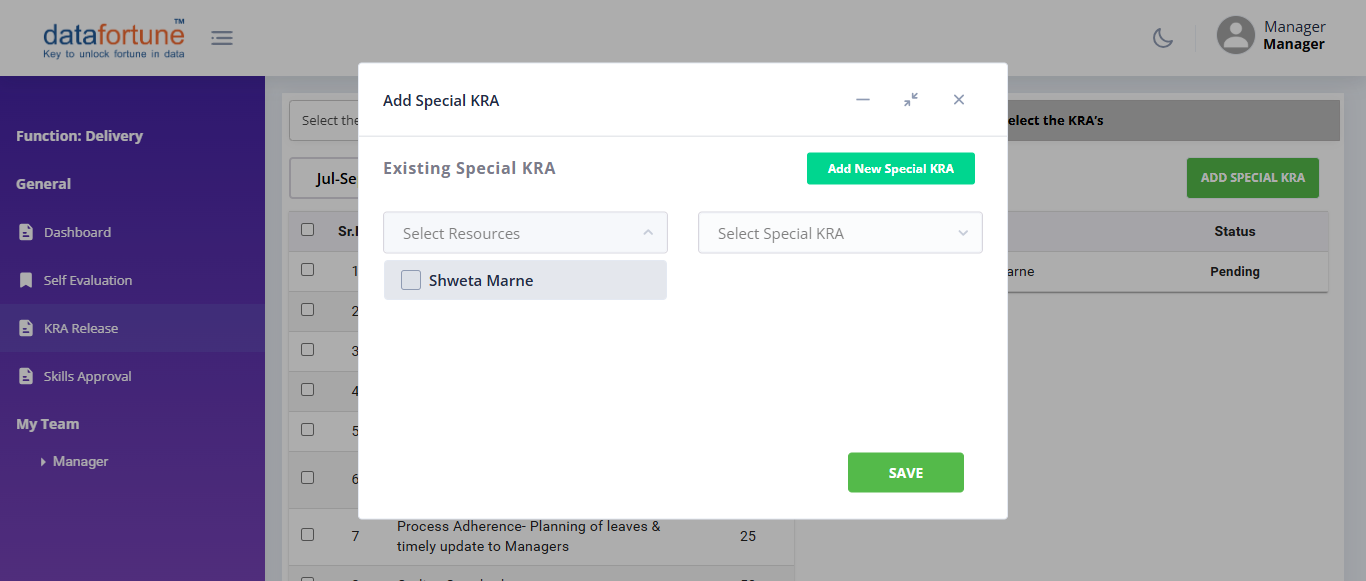 datafortune™
Key to unlock fortune in data
Manager
Manager
Function: Delivery
General
Dashboard
Self Evaluation
KRA Release
Skills Approval
My Team
Manager
Add Special KRA
Existing Special KRA
Add New Special KRA
Select Resources
Select Special KRA
Shweta Marne
SAVE
Select the
elect the KRA's
Jul-Se
ADD SPECIAL KRA
Status
1
arne
Pending
2
3
4
5
6
7
Process Adherence- Planning of leaves &
timely update to Managers
25